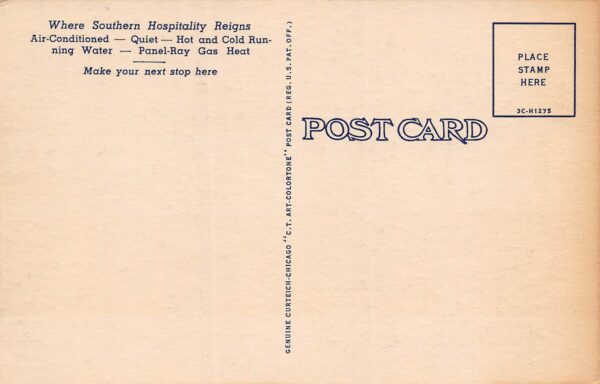 Where Southern Hospitality Reigns
Air-Conditioned — Quiet — Hot and Cold Run-
ning Water — Panel-Ray Gas Heat
Make your next stop here
GENUINE CURTEICH-CHICAGO "C.T. ART-COLORTONE" POST CARD (REG. U.S. PAT. OFF.)
POST CARD
PLACE
STAMP
HERE
3C-H1275